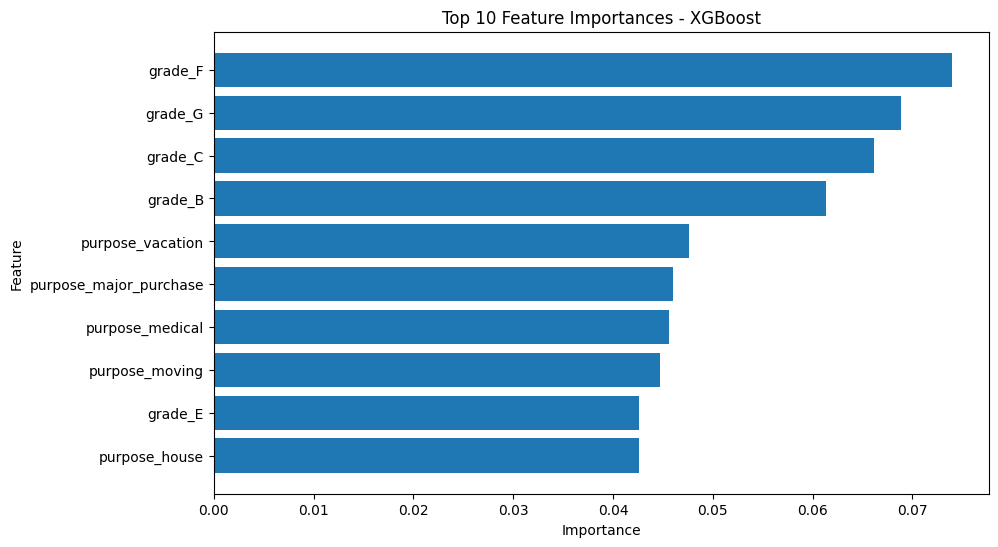 Top 10 Feature Importances - XGBoost
grade_F
grade_G
grade_C
grade_B
purpose_vacation
purpose_major_purchase
purpose_medical
purpose_moving
grade_E
purpose_house
Feature
0.00 0.01 0.02 0.03 0.04 0.05 0.06 0.07
Importance